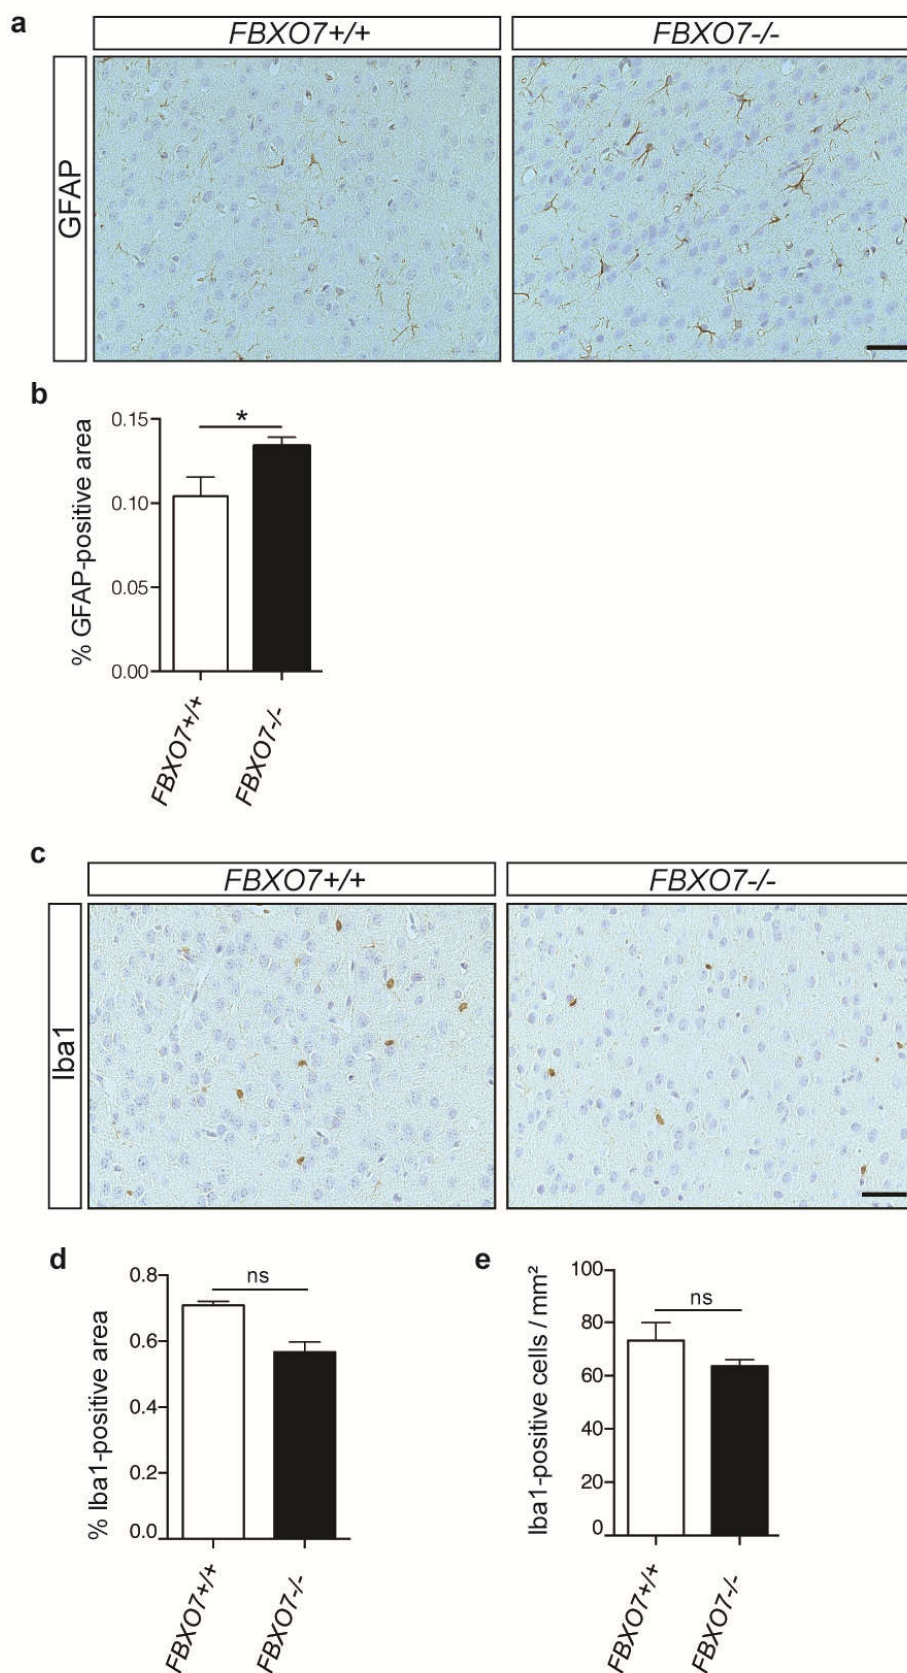 a
FBXO7+/+
FBXO7-/-
GFAP
b
% GFAP-positive area
0.15
0.10
0.05
0.00
*
FBXO7+/+
FBXO7-/-
c
FBXO7+/+
FBXO7-/-
Iba1
d
% Iba1-positive area
0.8
0.6
0.4
0.2
0.0
ns
FBXO7+/+
FBXO7-/-
e
Iba1-positive cells / mm²
100
80
60
40
20
0
ns
FBXO7+/+
FBXO7-/-